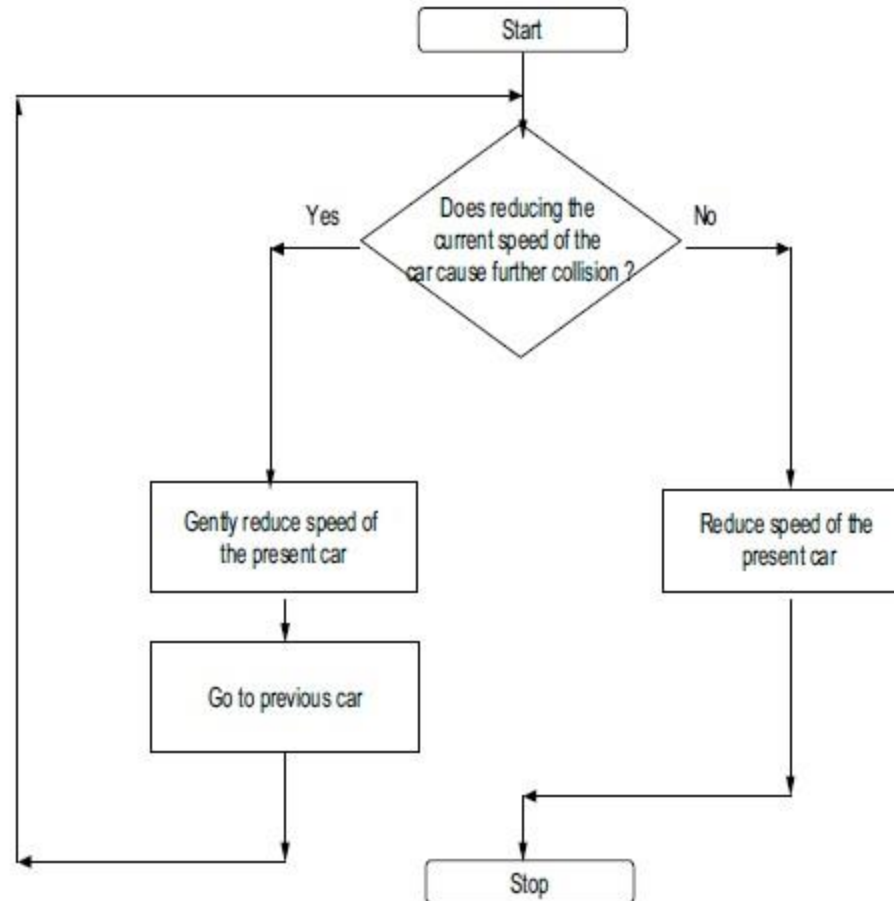 Start
Yes
Does reducing the
current speed of the
car cause further collision ?
No
Gently reduce speed of
the present car
Reduce speed of the
present car
Go to previous car
Stop